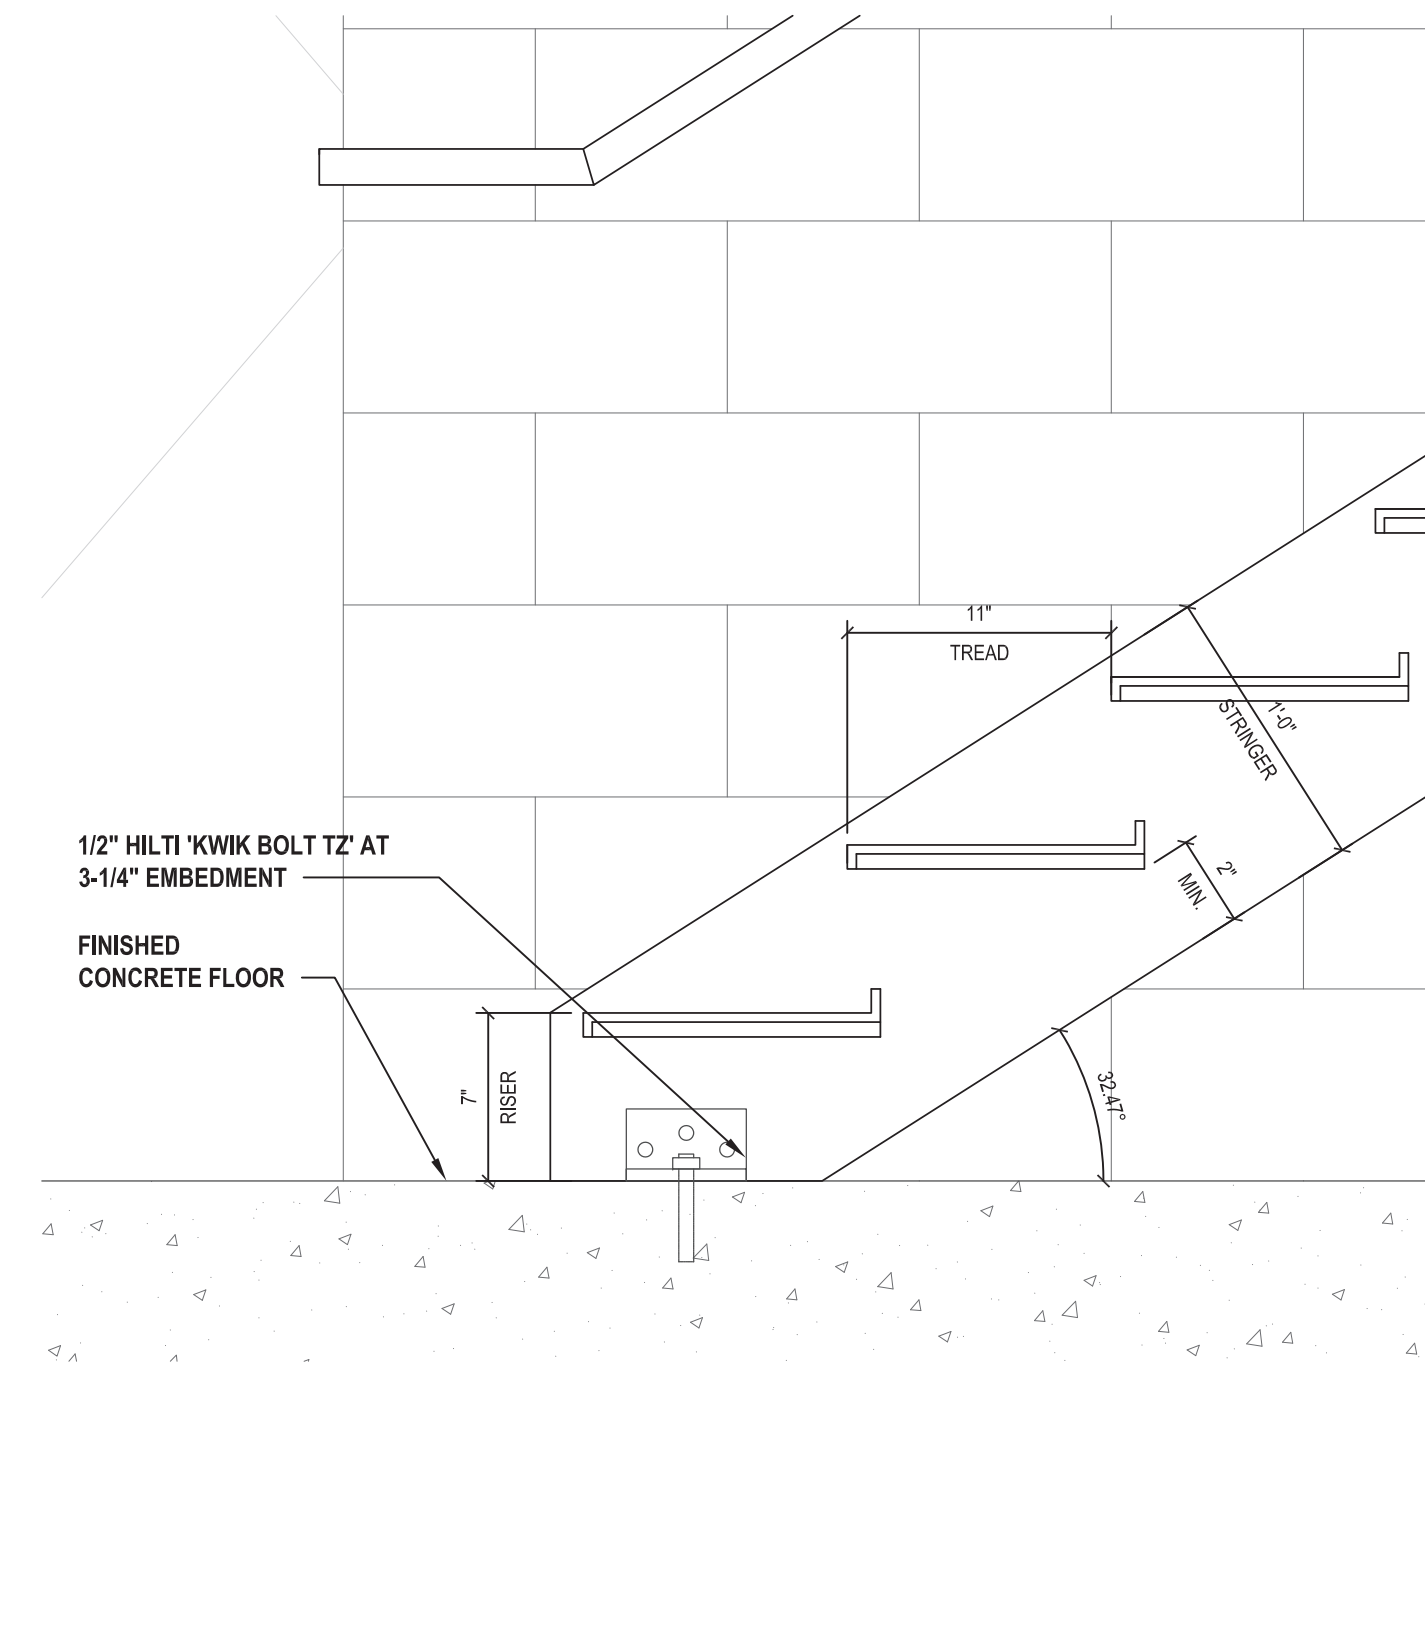 11"
TREAD
1'-0"
STRINGER
1/2" HILTI 'KWIK BOLT TZ' AT
3-1/4" EMBEDMENT
2"
MIN.
FINISHED
CONCRETE FLOOR
7"
RISER
32.47°